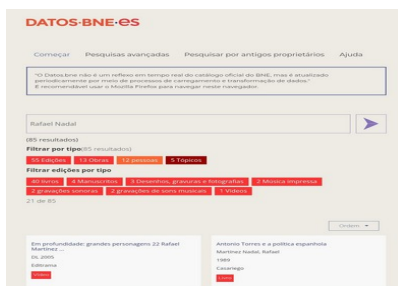 DATOS·BNE·eS
Começar Pesquisas avançadas Pesquisar por antigos proprietários Ajuda
"O Datos.bne não é um reflexo em tempo real do catálogo oficial do BNE, mas é atualizado
periodicamente por meio de processos de carregamento e transformação de dados."
É recomendável usar o Mozilla Firefox para navegar neste navegador.
Rafael Nadal
(85 resultados)
Filtrar por tipo(85 resultados)
55 Edições 13 Obras 12 pessoas 5 Tópicos
Filtrar edições por tipo
40 livros 4 Manuscritos 3 Desenhos, gravuras e fotografias 2 Música impressa
2 gravações sonoras 2 gravações de sons musicais 1 Vídeos
21 de 85
Ordem
Em profundidade: grandes personagens 22 Rafael
Martínez ...
DL 2005
Editrama
Vídeo
Antonio Torres e a política espanhola
Martínez Nadal, Rafael
1989
Casariego
Livro